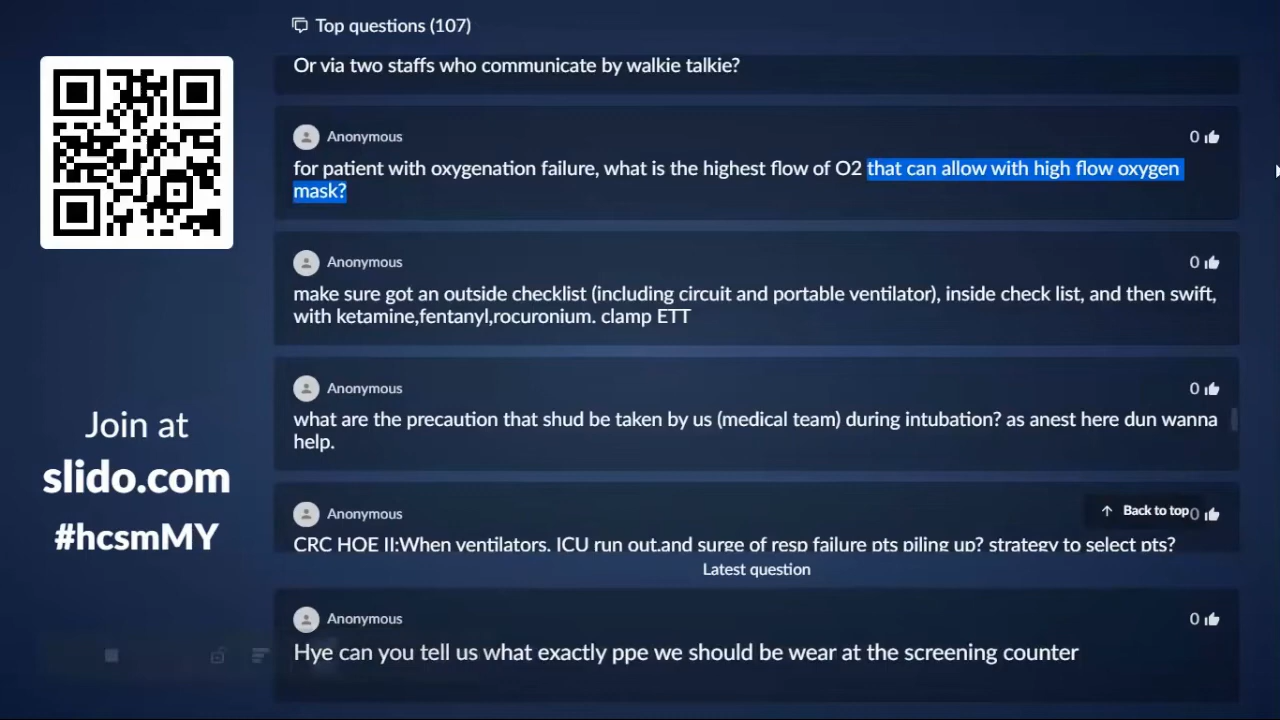 Top questions (107)
Or via two staffs who communicate by walkie talkie?
Anonymous
0
for patient with oxygenation failure, what is the highest flow of O2 that can allow with high flow oxygen
mask?
Anonymous
0
make sure got an outside checklist (including circuit and portable ventilator), inside check list, and then swift,
with ketamine,fentanyl,rocuronium. clamp ETT
Anonymous
0
what are the precaution that shud be taken by us (medical team) during intubation? as anest here dun wanna
help.
Anonymous
Back to top
0
CRC HOE II:When ventilators. ICU run out.and surge of resp failure pts piling up? strategy to select pts?
Latest question
Anonymous
0
Hye can you tell us what exactly ppe we should be wear at the screening counter
Join at
slido.com
#hcsmMY